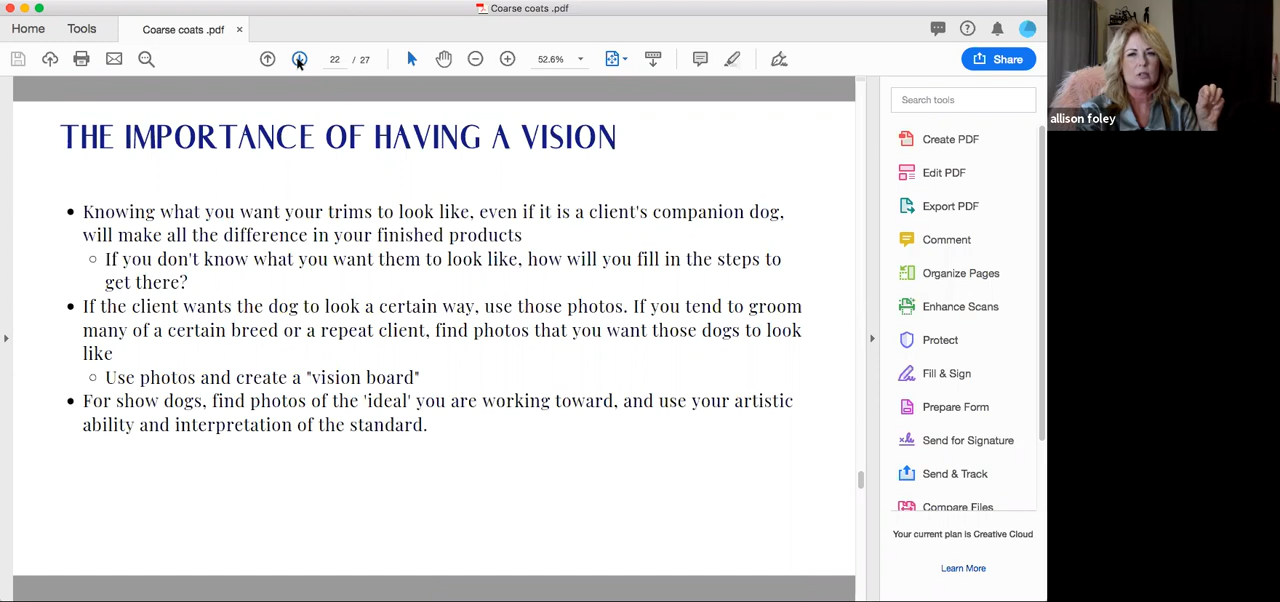 Coarse coats .pdf
Home
Tools
Coarse coats .pdf ×
22 / 27
52.6%
Share
allison foley
THE IMPORTANCE OF HAVING A VISION
Knowing what you want your trims to look like, even if it is a client's companion dog,
will make all the difference in your finished products
If you don't know what you want them to look like, how will you fill in the steps to
get there?
If the client wants the dog to look a certain way, use those photos. If you tend to groom
many of a certain breed or a repeat client, find photos that you want those dogs to look
like
Use photos and create a "vision board"
For show dogs, find photos of the 'ideal' you are working toward, and use your artistic
ability and interpretation of the standard.
Search tools
Create PDF
Edit PDF
Export PDF
Comment
Organize Pages
Enhance Scans
Protect
Fill & Sign
Prepare Form
Send for Signature
Send & Track
Compare Files
Your current plan is Creative Cloud
Learn More